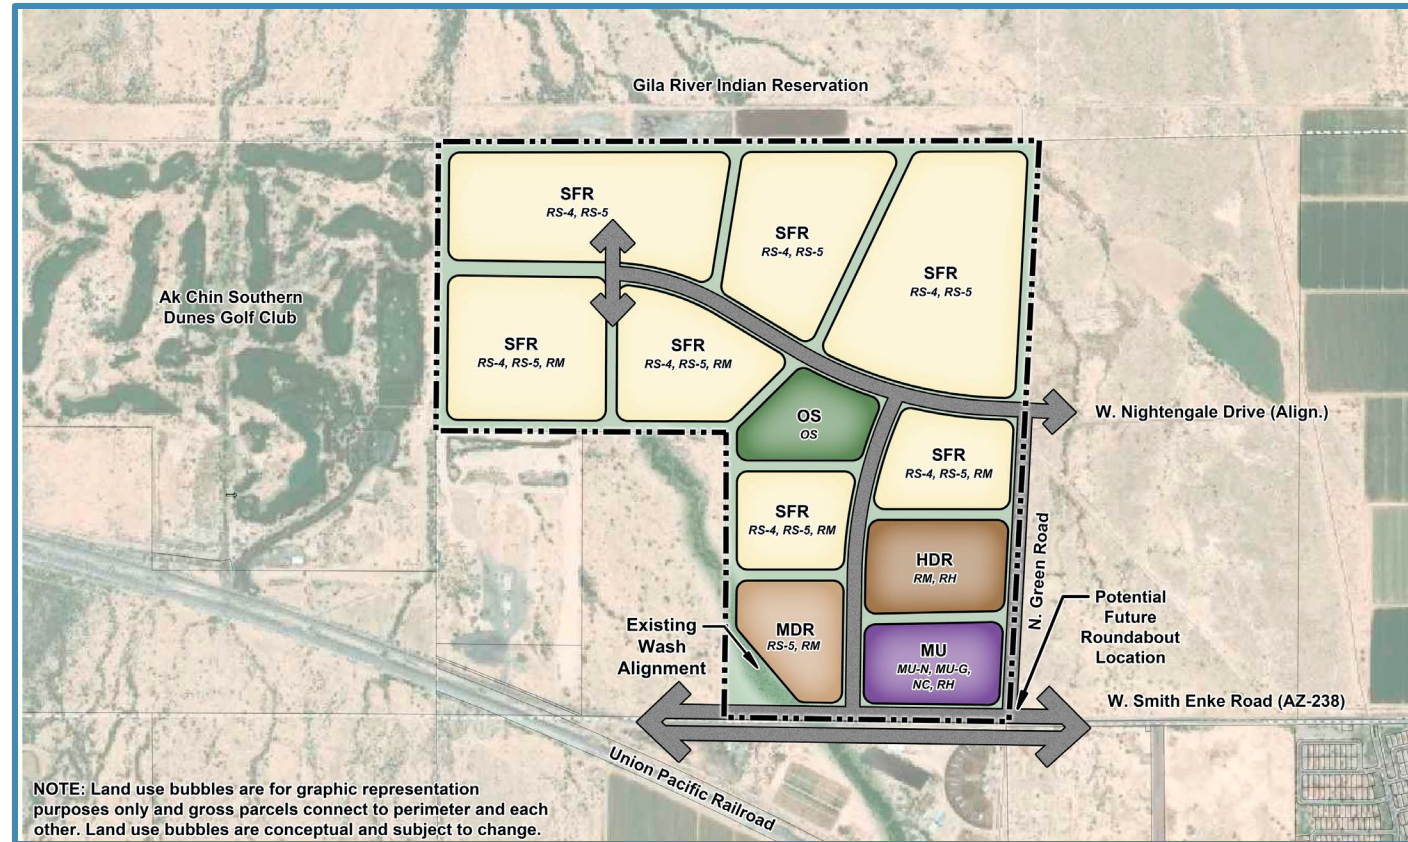 Gila River Indian Reservation
SFR
RS-4, RS-5
SFR
RS-4, RS-5
SFR
RS-4, RS-5
Ak Chin Southern
Dunes Golf Club
SFR
RS-4, RS-5, RM
SFR
RS-4, RS-5, RM
W. Nightengale Drive (Align.)
OS
OS
SFR
RS-4, RS-5, RM
SFR
RS-4, RS-5, RM
HDR
RM, RH
N. Green Road
Potential
Future
Roundabout
Location
Existing
Wash
Alignment
MDR
RS-5, RM
MU
MU-N, MU-G,
NC, RH
W. Smith Enke Road (AZ-238)
Union Pacific Railroad
NOTE: Land use bubbles are for graphic representation
purposes only and gross parcels connect to perimeter and each
other. Land use bubbles are conceptual and subject to change.